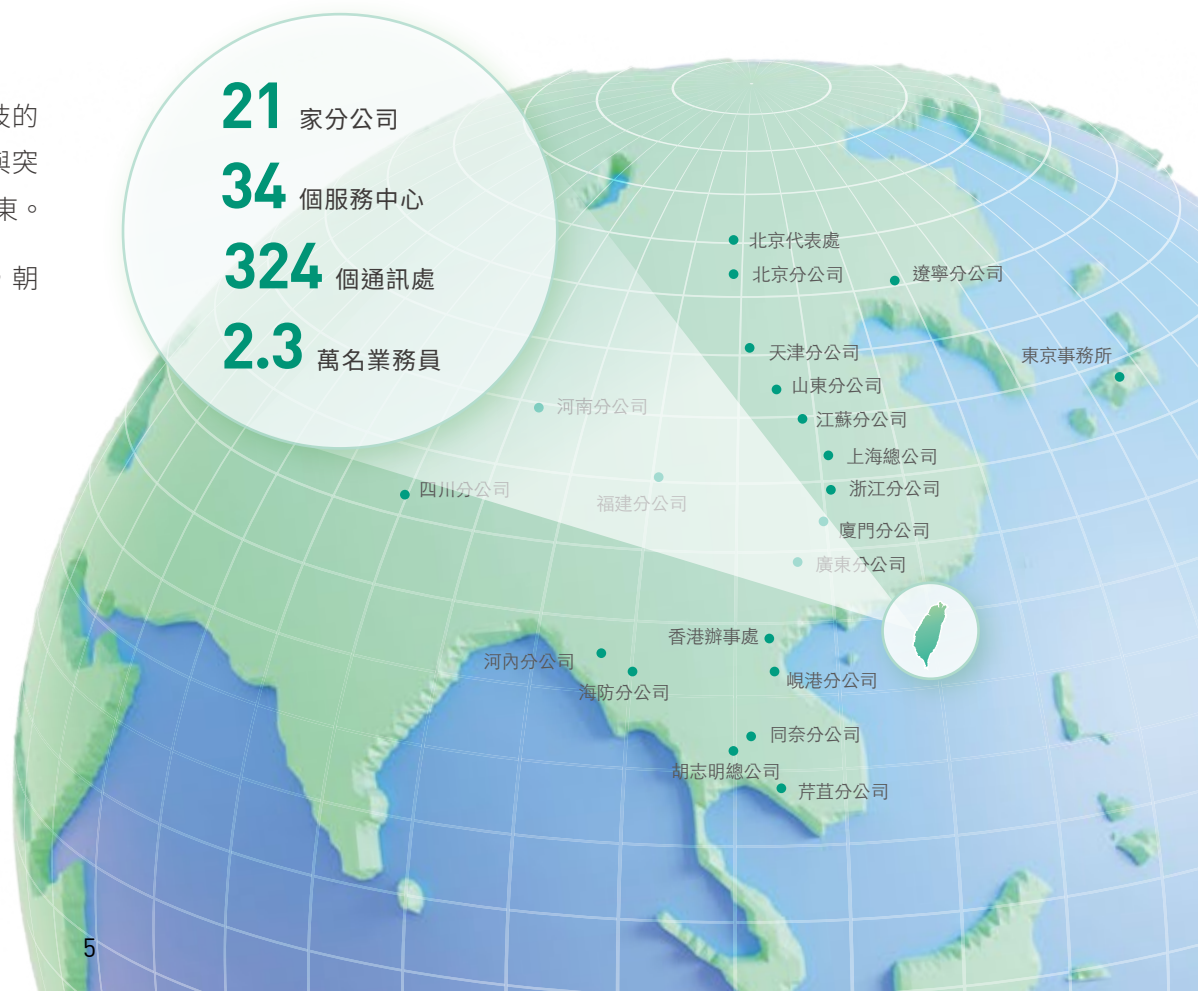 技的
與突
東。
朝
21 家分公司
34 個服務中心
324 個通訊處
2.3 萬名業務員
北京代表處
北京分公司
遼寧分公司
天津分公司
東京事務所
山東分公司
河南分公司
江蘇分公司
上海總公司
四川分公司
浙江分公司
福建分公司
廈門分公司
廣東分公司
香港辦事處
河內分公司
峴港分公司
海防分公司
同奈分公司
胡志明總公司
芹苴分公司
5